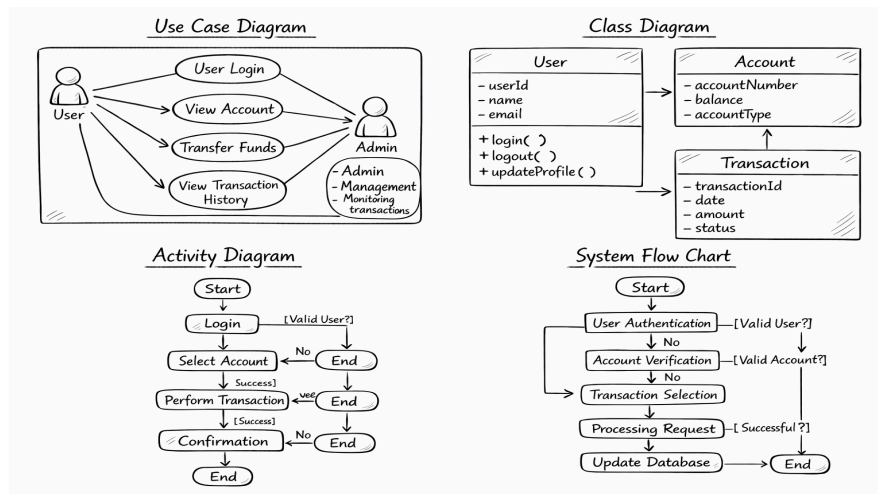 Use Case Diagram
User
User Login
View Account
Transfer Funds
View Transaction
History
Admin
- Admin
- Management
- Monitoring
transactions
Class Diagram
User
- userId
- name
- email
+ login( )
+ logout( )
+ updateProfile( )
Account
- accountNumber
- balance
- accountType
Transaction
- transactionId
- date
- amount
- status
Activity Diagram
Start
Login
[Valid User?]
Select Account
No
End
Success]
Perform Transaction
vee
End
[Success]
Confirmation
No
End
End
System Flow Chart
Start
User Authentication
[Valid User?]
No
Account Verification
[Valid Account?]
No
Transaction Selection
Processing Request
[ Successful ?]
Update Database
End